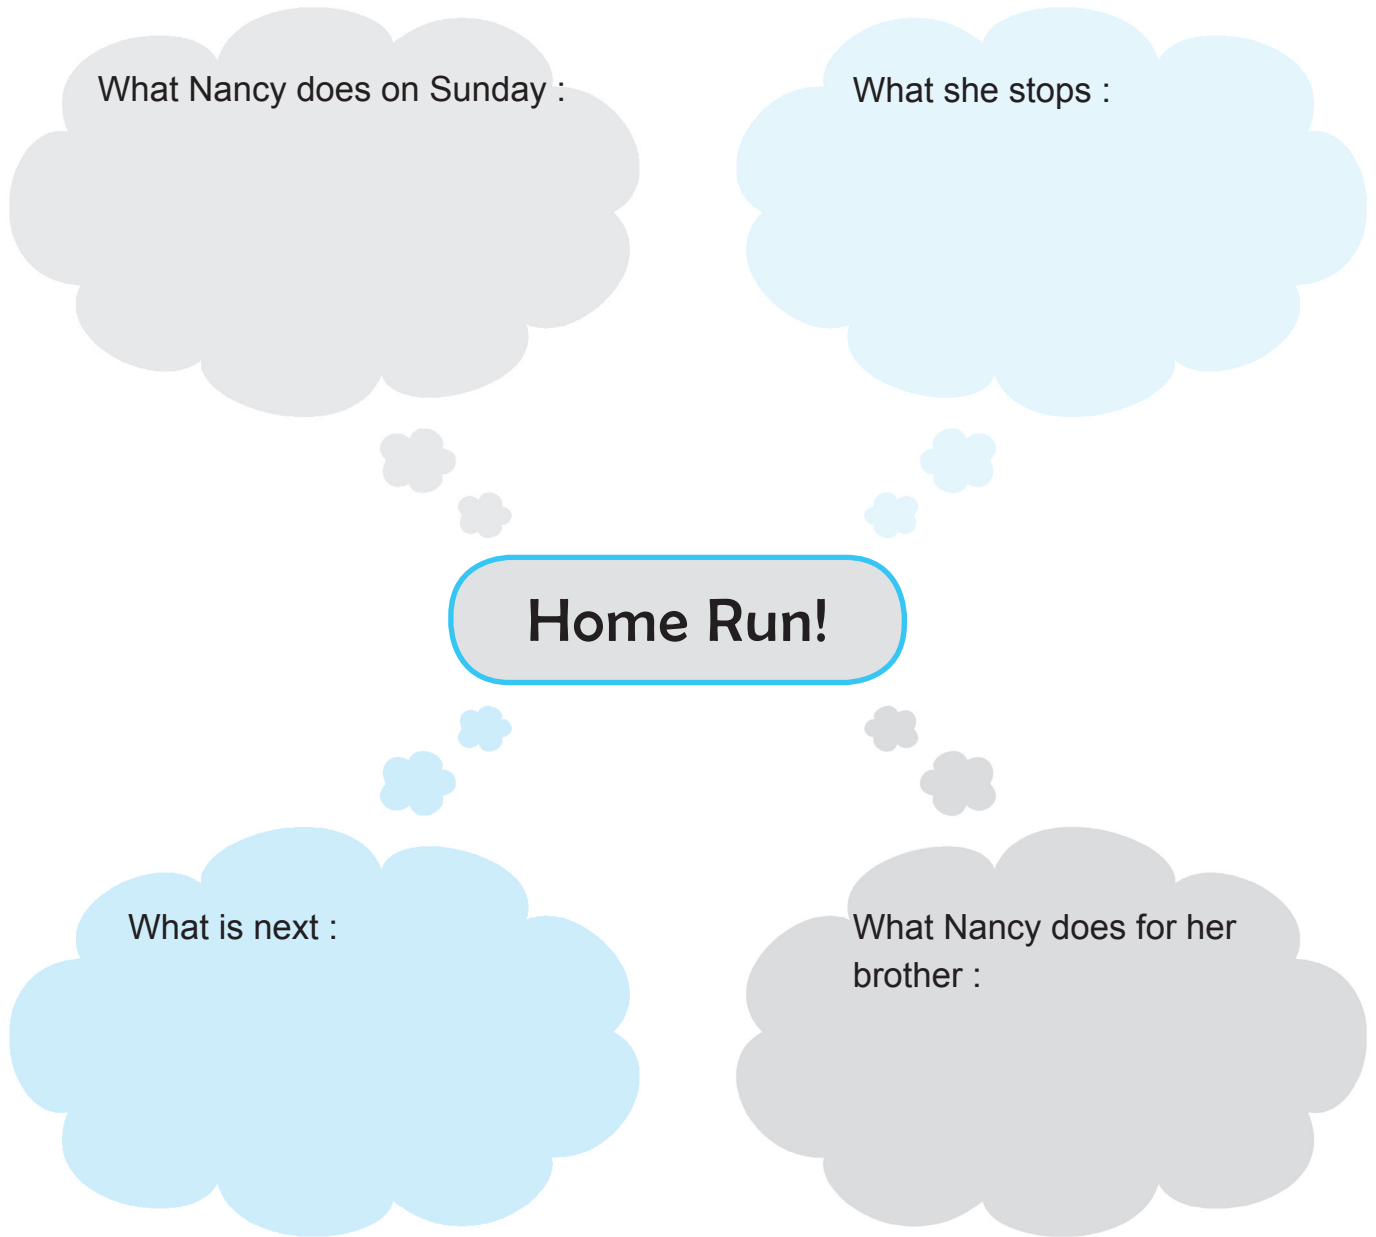 What Nancy does on Sunday :
What she stops :
Home Run!
What is next :
What Nancy does for her
brother :